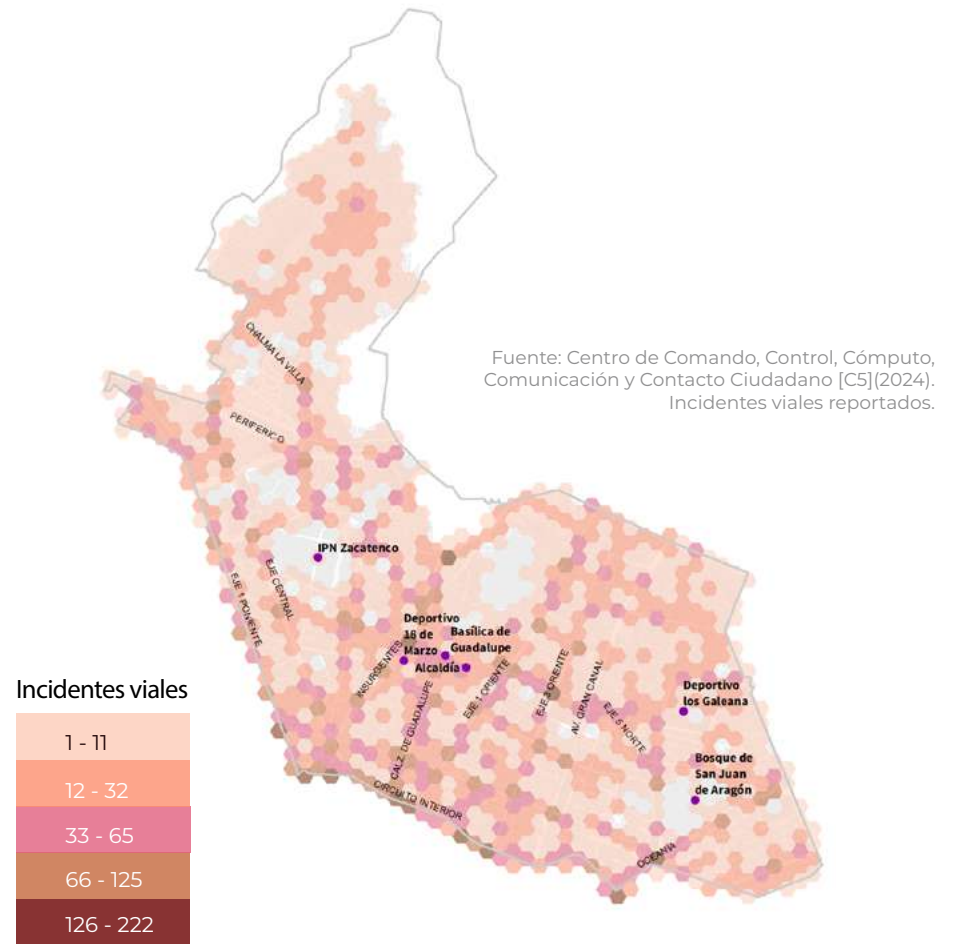 CHALMA LA VILLA
Fuente: Centro de Comando, Control, Cómputo,
Comunicación y Contacto Ciudadano [C5](2024).
Incidentes viales reportados.
PERIFERICO
IPN Zacatenco
EJE 1 PONIENTE
EJE CENTRAL
Deportivo
18 de
Marzo
Basílica de
Guadalupe
Alcaldía
INSURGENTES
CALZ. DE GUADALUPE
EJE 1 ORIENTE
EJE 3 ORIENTE
AV. GRAN CANAL
EJE 5 NORTE
Deportivo
los Galeana
Bosque de
San Juan
de Aragón
CIRCUITO INTERIOR
OCEANÍA
Incidentes viales
1 - 11
12 - 32
33 - 65
66 - 125
126 - 222